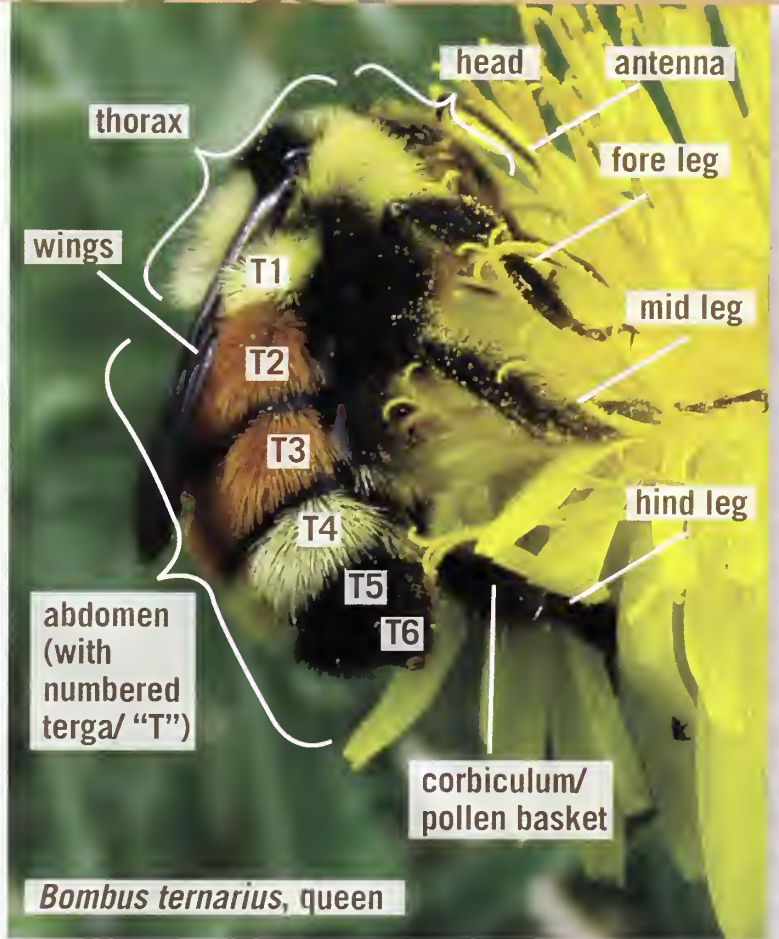 head
antenna
thorax
fore leg
wings
T1
mid leg
T2
T3
hind leg
T4
T5
abdomen
(with
numbered
terga/ “T”)
T6
corbiculum/
pollen basket
Bombus ternarius, queen